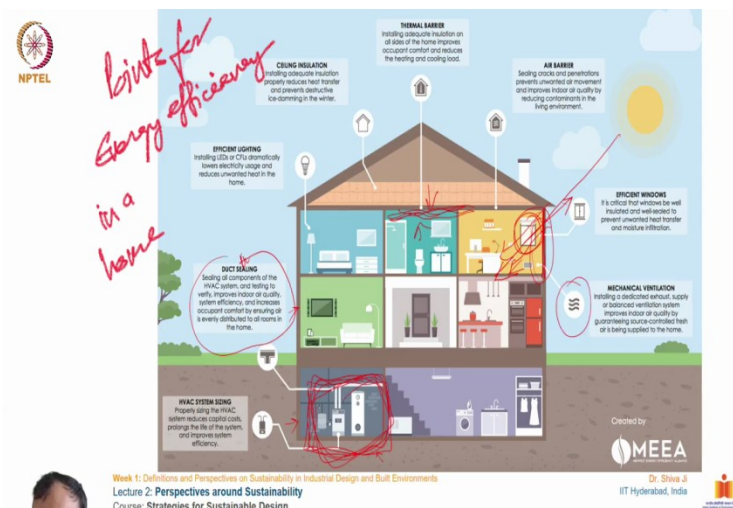 NPTEL
Points for
Energy efficiency
in a
home
THERMAL BARRIER
Installing adequate insulation on
all sides of the home improves
occupant comfort and reduces
the heating and cooling load.
CEILING INSULATION
Installing adequate insulation
properly reduces heat transfer
and prevents destructive
ice-damming in the winter.
AIR BARRIER
Sealing cracks and penetrations
prevents unwanted air movement
and improves indoor air quality by
reducing contaminants in the
living environment.
EFFICIENT LIGHTING
Installing LEDs or CFLs dramatically
lowers electricity usage and
reduces unwanted heat in the
home.
EFFICIENT WINDOWS
It is critical that windows be well
insulated and well-sealed to
prevent unwanted heat transfer
and moisture infiltration.
DUCT SEALING
Sealing all components of the
HVAC system, and testing to
verify, improves indoor air quality,
system efficiency, and increases
occupant comfort by ensuring air
is evenly distributed to all rooms in
the home.
MECHANICAL VENTILATION
Installing a dedicated exhaust, supply
or balanced ventilation system
improves indoor air quality by
guaranteeing source-controlled fresh
air is being supplied to the home.
HVAC SYSTEM SIZING
Properly sizing the HVAC
system reduces capital costs,
prolongs the life of the system,
and improves system
efficiency.
Created by
MEEA
Week 1: Definitions and Perspectives on Sustainability in Industrial Design and Built Environments
Lecture 2: Perspectives around Sustainability
Course: Strategies for Sustainable Design
Dr. Shiva Ji
IIT Hyderabad, India